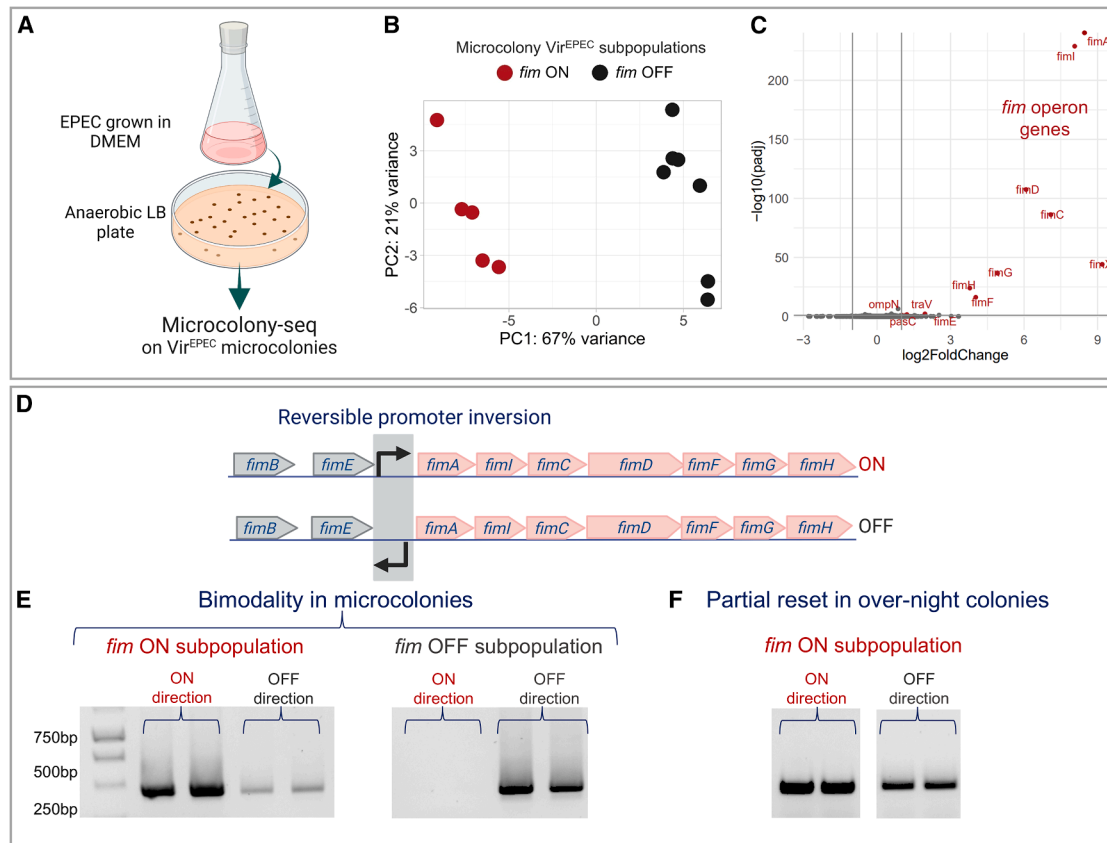 A
EPEC grown in
DMEM
Anaerobic LB
plate
Microcolony-seq
on Vir^EPEC microcolonies
B
Microcolony Vir^EPEC subpopulations
fim ON
fim OFF
PC2: 21% variance
3
0
-3
-6
-5
0
5
PC1: 67% variance
C
-log10(padj)
200
150
100
50
0
fimA
fimI
fim operon
genes
fimD
fimC
fimG
fimH
fimF
ompN
traV
pasC
fimE
−3
0
3
6
9
log2FoldChange
D
Reversible promoter inversion
fimB
fimE
fimA
fimI
fimC
fimD
fimF
fimG
fimH
ON
fimB
fimE
fimA
fimI
fimC
fimD
fimF
fimG
fimH
OFF
E
Bimodality in microcolonies
fim ON subpopulation
ON
direction
OFF
direction
fim OFF subpopulation
ON
direction
OFF
direction
750bp
500bp
250bp
F
Partial reset in over-night colonies
fim ON subpopulation
ON
direction
OFF
direction